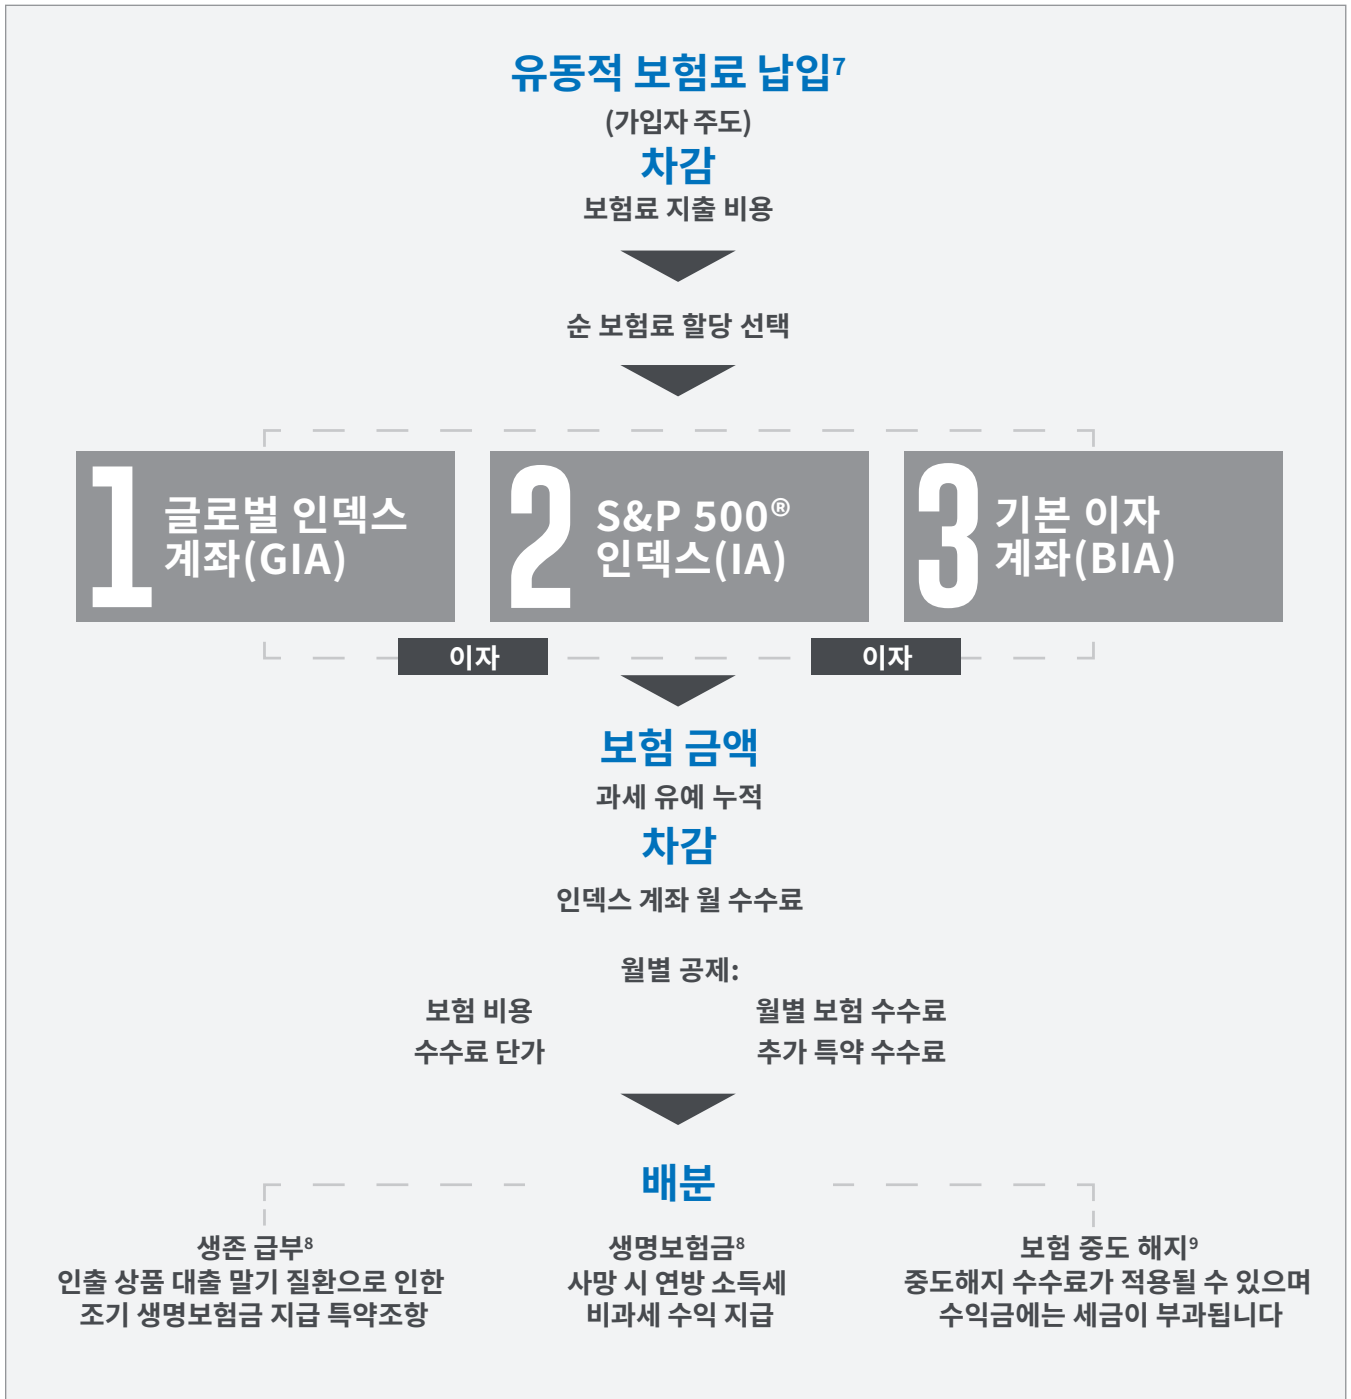 유동적 보험료 납입⁷
(가입자 주도)
차감
보험료 지출 비용
순 보험료 할당 선택
1
글로벌 인덱스
계좌(GIA)
2
S&P 500®
인덱스(IA)
3
기본 이자
계좌(BIA)
이자
이자
보험 금액
과세 유예 누적
차감
인덱스 계좌 월 수수료
월별 공제:
보험 비용
월별 보험 수수료
수수료 단가
추가 특약 수수료
배분
생존 급부⁸
인출 상품 대출 말기 질환으로 인한
조기 생명보험금 지급 특약조항
생명보험금⁸
사망 시 연방 소득세
비과세 수익 지급
보험 중도 해지⁹
중도해지 수수료가 적용될 수 있으며
수익금에는 세금이 부과됩니다